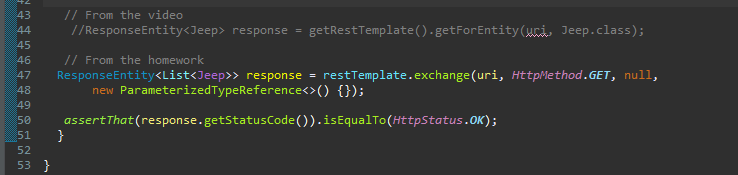 42
43 // From the video
44 //ResponseEntity<Jeep> response = getRestTemplate().getForEntity(uri, Jeep.class);
45
46 // From the homework
47 ResponseEntity<List<Jeep>> response = restTemplate.exchange(uri, HttpMethod.GET, null,
48 new ParameterizedTypeReference<>() {});
49
50 assertThat(response.getStatusCode()).isEqualTo(HttpStatus.OK);
51 }
52
53 }